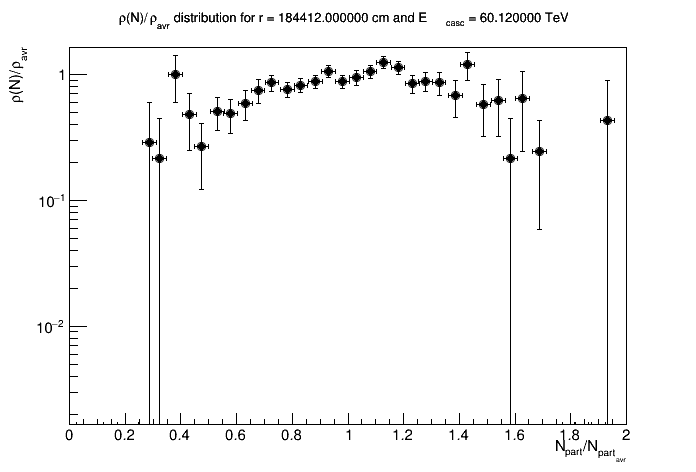 ρ(N)/ρavr distribution for r = 184412.000000 cm and E casc = 60.120000 TeV
ρ(N)/ρavr
1
10⁻¹
10⁻²
0 0.2 0.4 0.6 0.8 1 1.2 1.4 1.6 1.8 2
Npart/Npartavr